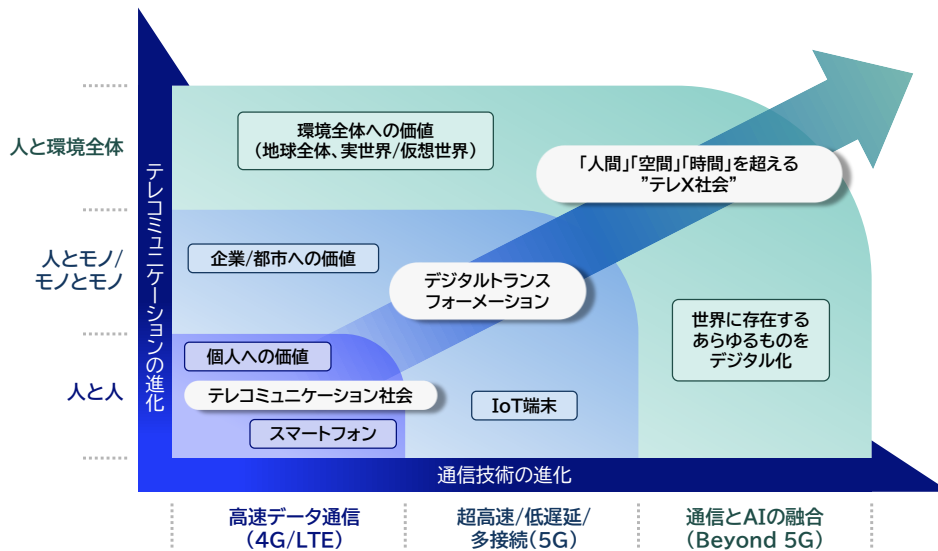 人と環境全体
人とモノ/
モノとモノ
人と人
テレコミュニケーションの進化
環境全体への価値
(地球全体、実世界/仮想世界)
「人間」「空間」「時間」を超える
”テレX社会”
企業/都市への価値
デジタルトランス
フォーメーション
世界に存在する
あらゆるものを
デジタル化
個人への価値
テレコミュニケーション社会
IoT端末
スマートフォン
通信技術の進化
高速データ通信
(4G/LTE)
超高速/低遅延/
多接続(5G)
通信とAIの融合
(Beyond 5G)